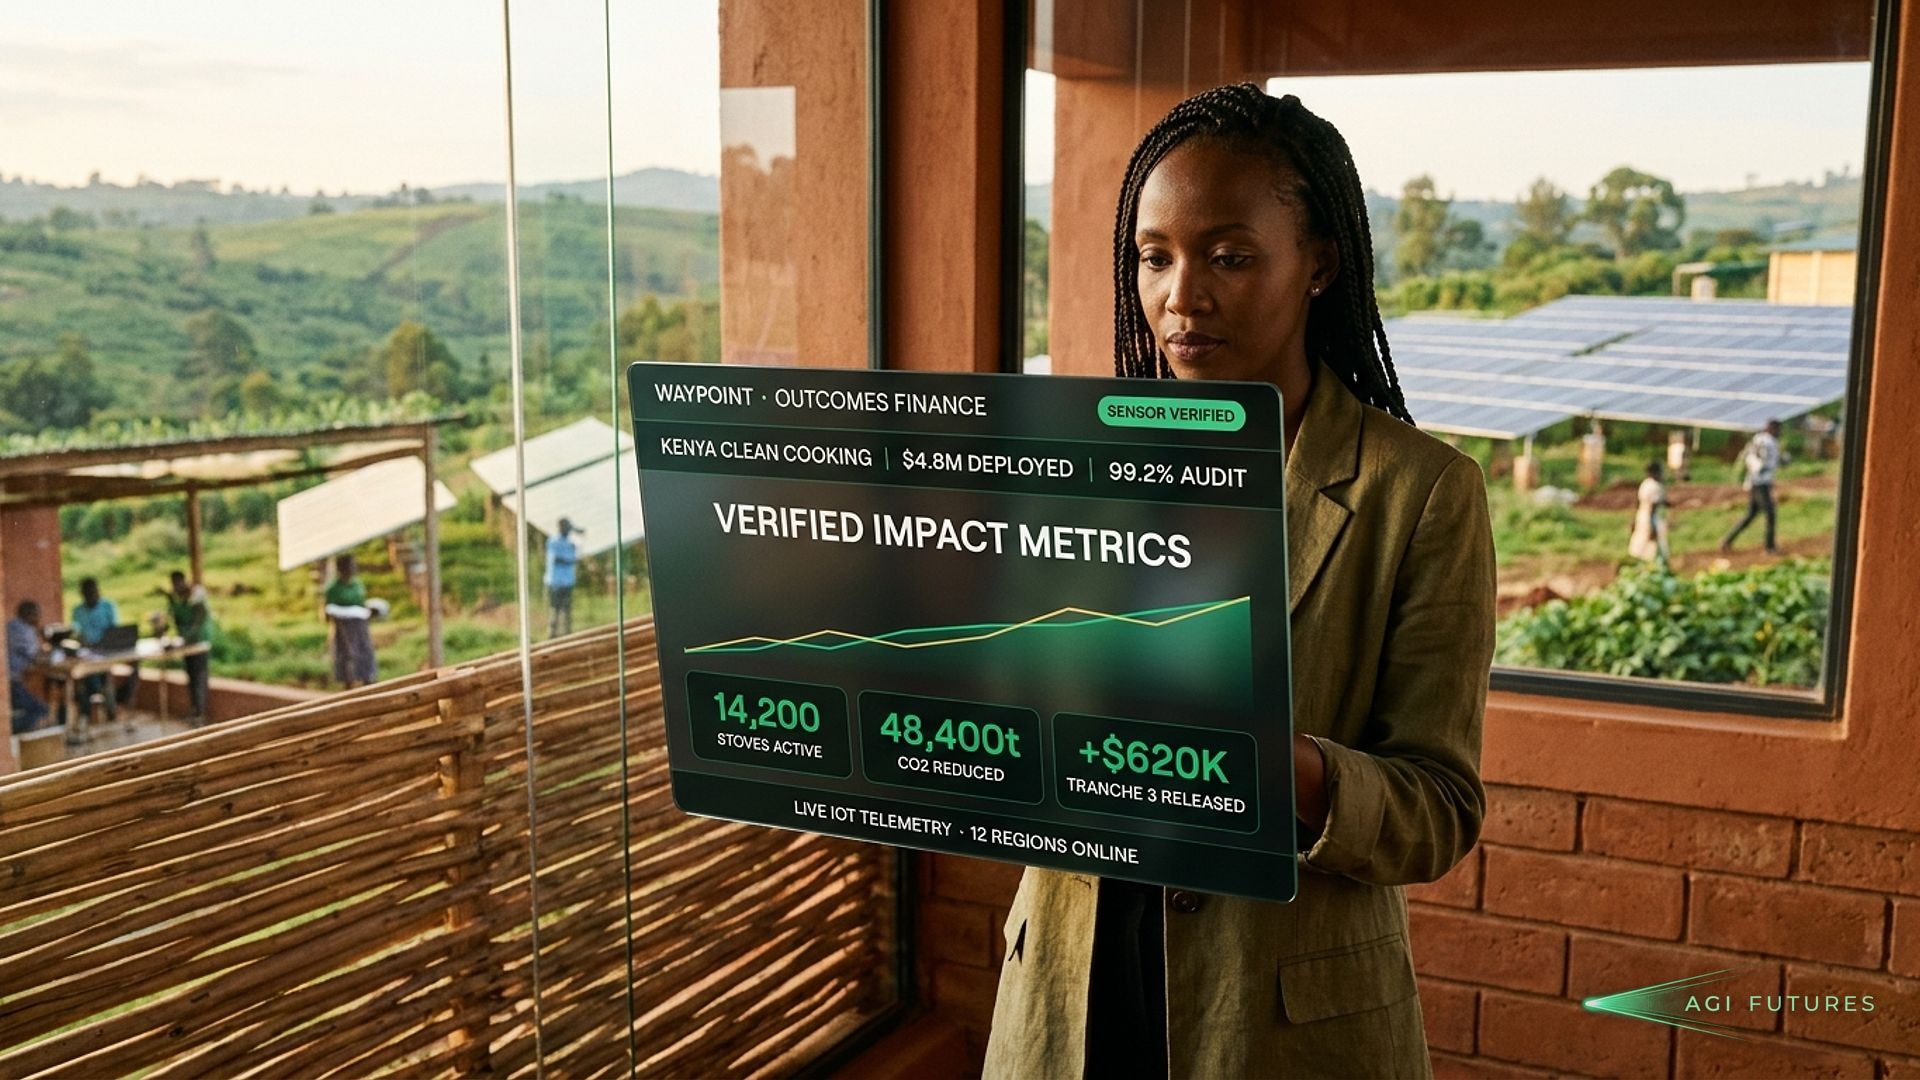 WAYPOINT · OUTCOMES FINANCE
SENSOR VERIFIED
KENYA CLEAN COOKING | $4.8M DEPLOYED | 99.2% AUDIT
VERIFIED IMPACT METRICS
14,200
STOVES ACTIVE
48,400t
CO2 REDUCED
+$620K
TRANCHE 3 RELEASED
LIVE IOT TELEMETRY · 12 REGIONS ONLINE
AGI FUTURES